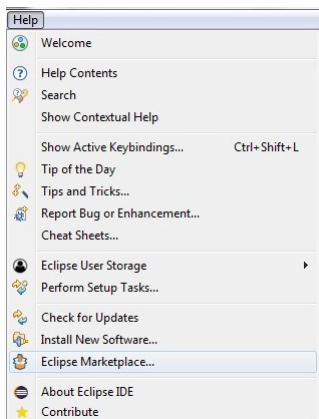 Help
Welcome
Help Contents
Search
Show Contextual Help
Show Active Keybindings... Ctrl+Shift+L
Tip of the Day
Tips and Tricks...
Report Bug or Enhancement...
Cheat Sheets...
Eclipse User Storage
Perform Setup Tasks...
Check for Updates
Install New Software...
Eclipse Marketplace...
About Eclipse IDE
Contribute